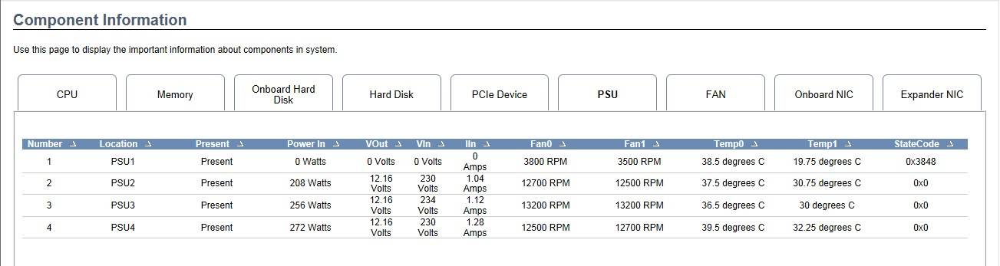 Component Information
Use this page to display the important information about components in system.
CPU Memory Onboard Hard Disk Hard Disk PCIe Device PSU FAN Onboard NIC Expander NIC
Number Location Present Power In VOut VIn IIn Fan0 Fan1 Temp0 Temp1 StateCode
1 PSU1 Present 0 Watts 0 Volts 0 Volts 0 Amps 3800 RPM 3500 RPM 38.5 degrees C 19.75 degrees C 0x3848
2 PSU2 Present 208 Watts 12.16 Volts 230 Volts 1.04 Amps 12700 RPM 12500 RPM 37.5 degrees C 30.75 degrees C 0x0
3 PSU3 Present 256 Watts 12.16 Volts 234 Volts 1.12 Amps 13200 RPM 13200 RPM 36.5 degrees C 30 degrees C 0x0
4 PSU4 Present 272 Watts 12.16 Volts 230 Volts 1.28 Amps 12500 RPM 12700 RPM 39.5 degrees C 32.25 degrees C 0x0